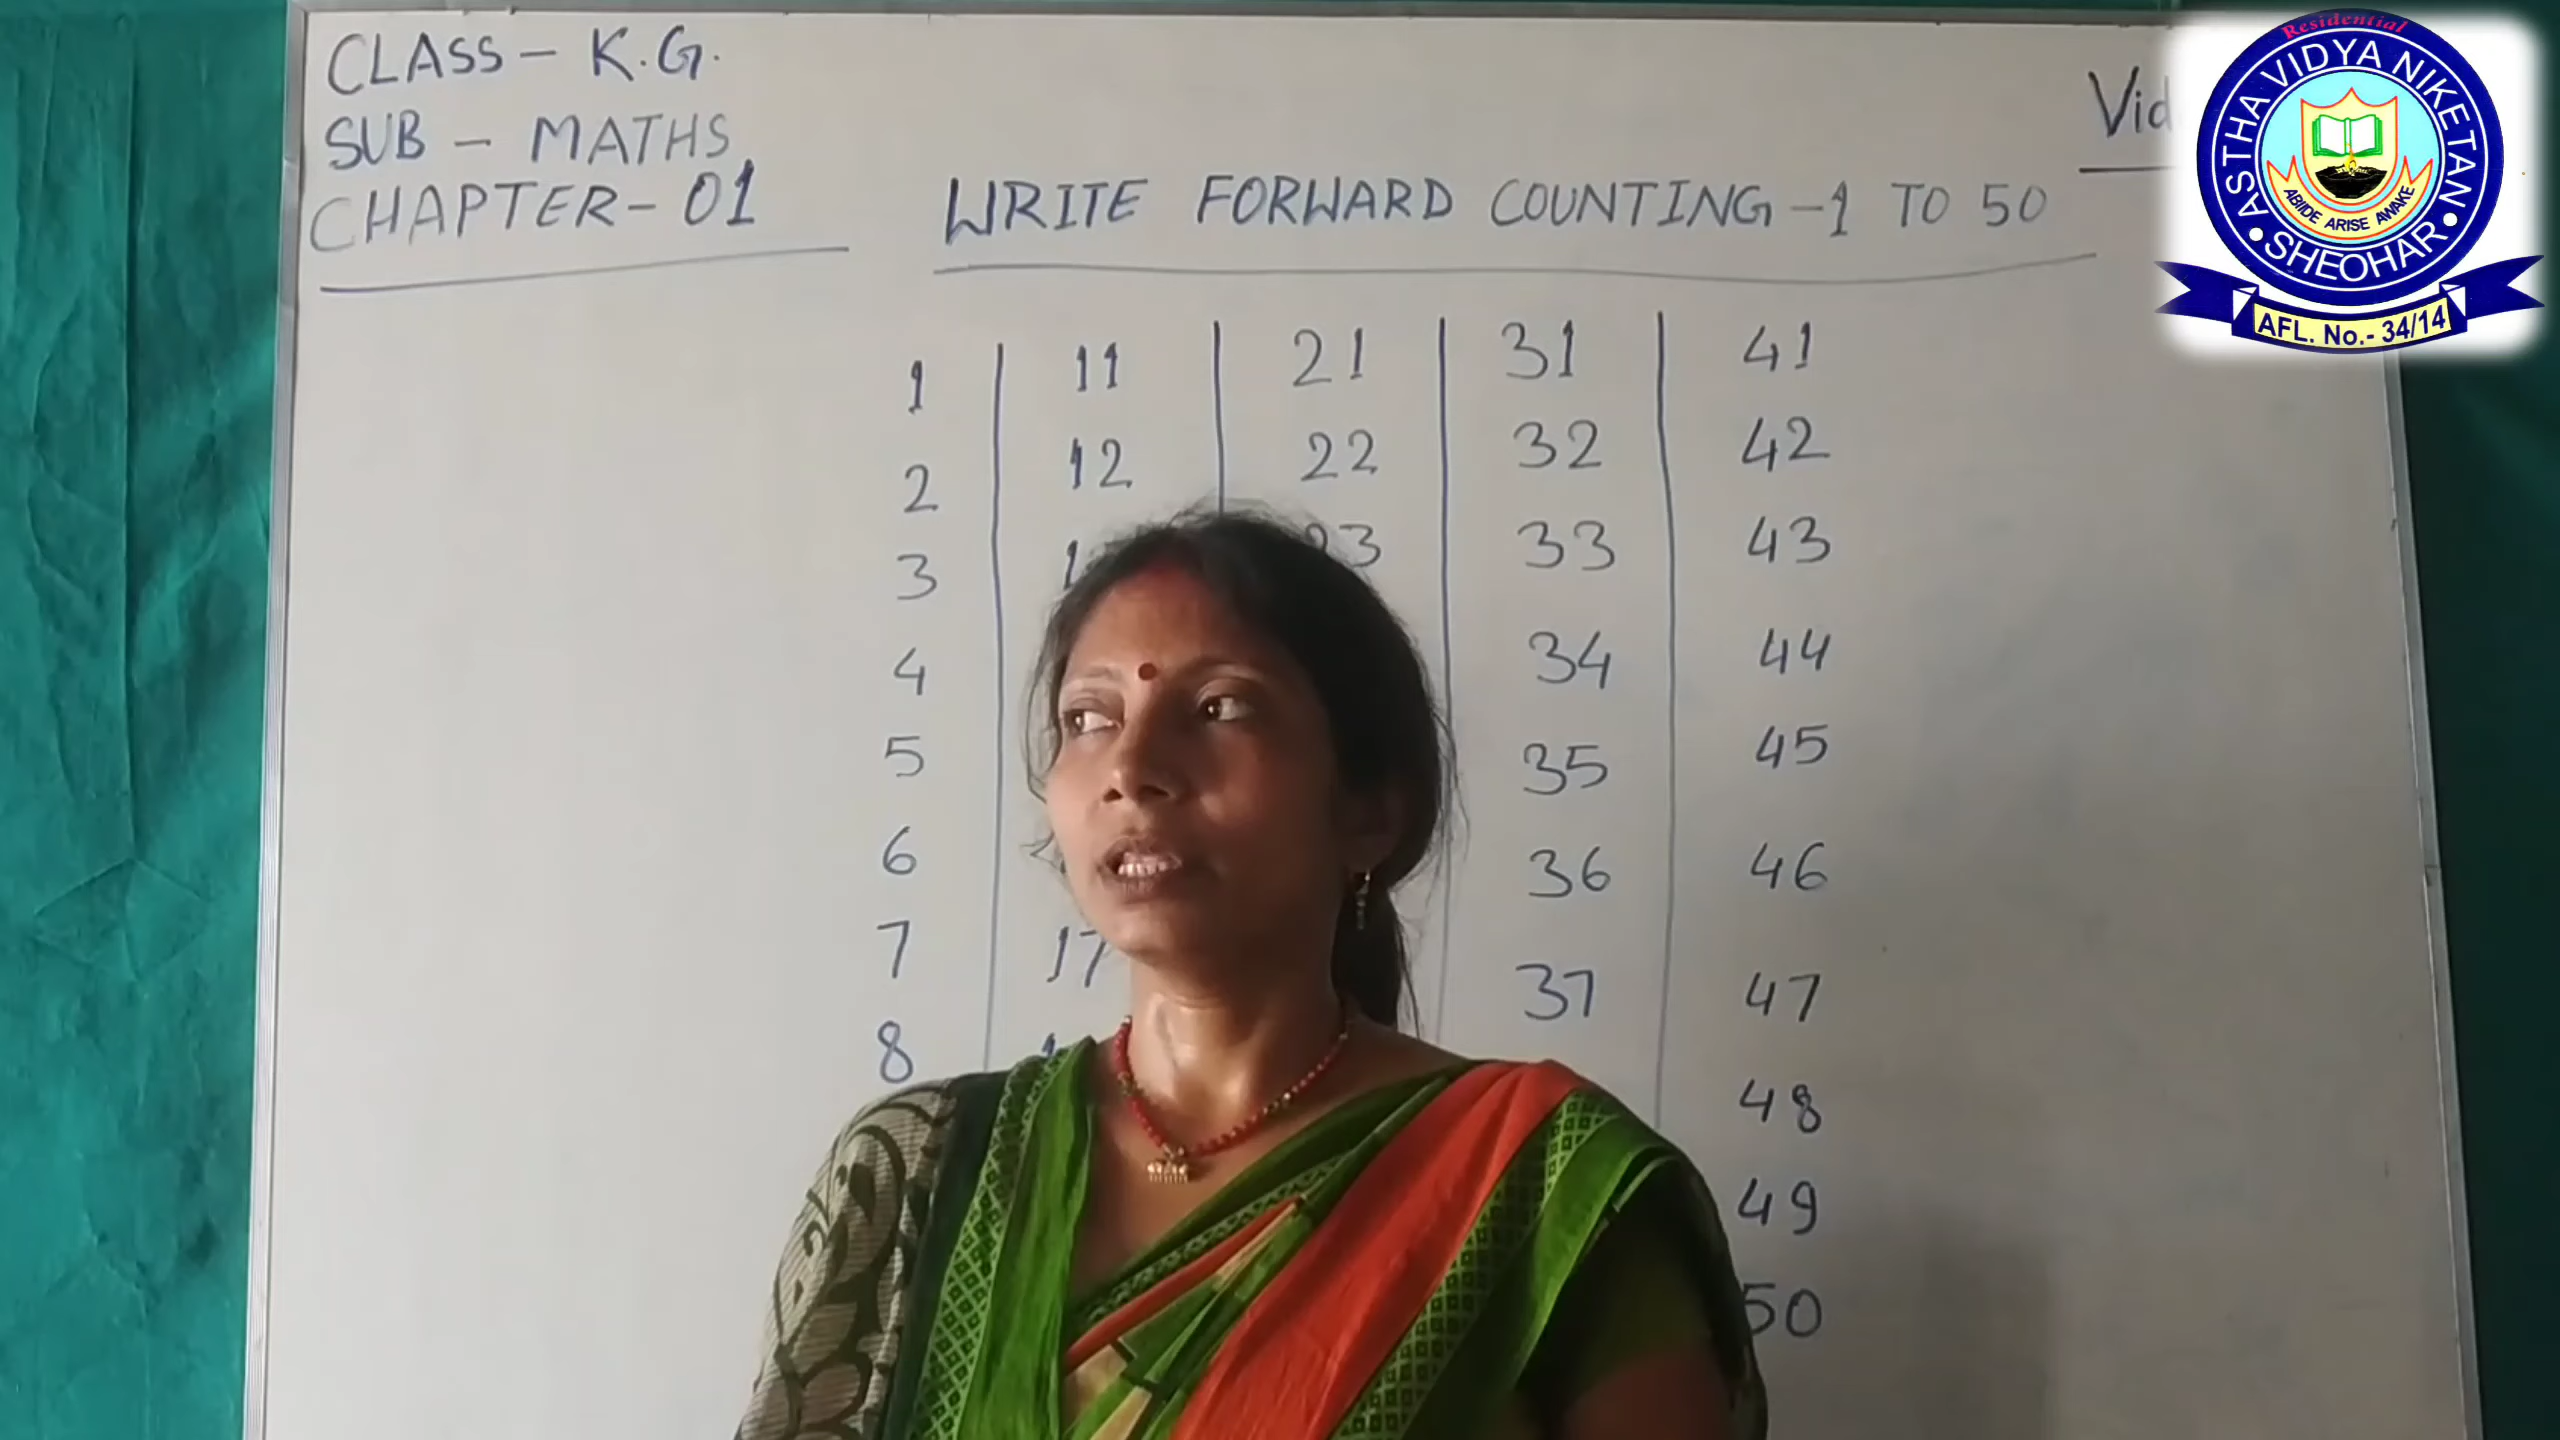 CLASS – K.G.
SUB – MATHS
CHAPTER – 01
WRITE FORWARD COUNTING – 1 TO 50
1 11 21 31 41
2 12 22 32 42
3 33 43
4 34 44
5 35 45
6 36 46
7 17 37 47
8 48
49
50
Residential
ASTHA VIDYA NIKETAN
ABIIDE ARISE AWAKE
SHEOHAR
AFL. No.- 34/14